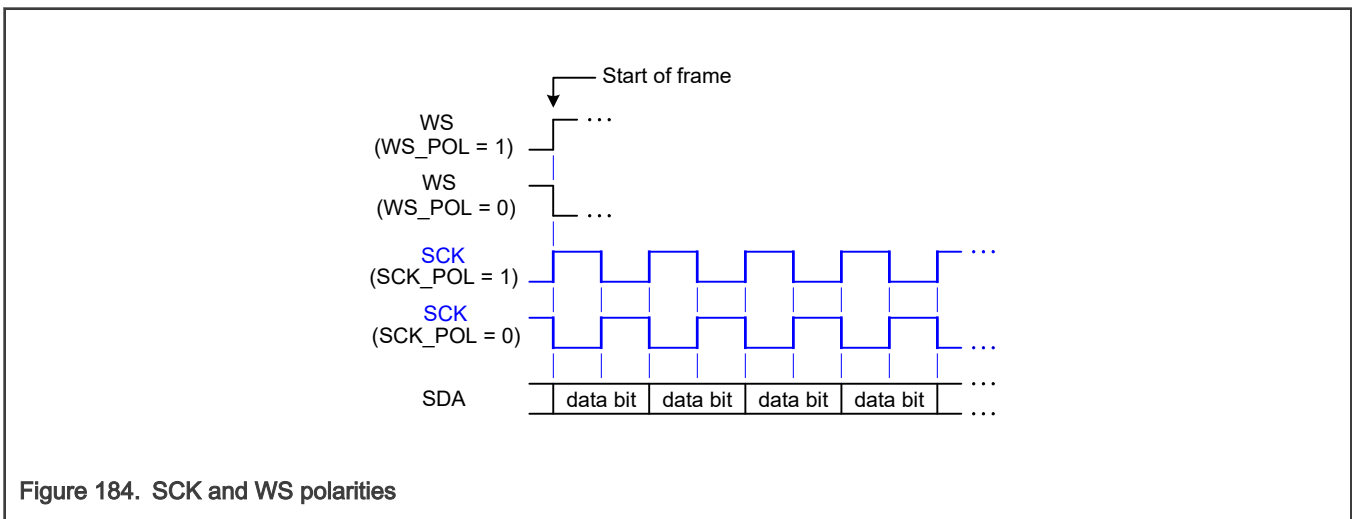 Start of frame
WS
(WS_POL = 1)
...
WS
(WS_POL = 0)
...
SCK
(SCK_POL = 1)
...
SCK
(SCK_POL = 0)
...
SDA
data bit data bit data bit data bit
...
...
Figure 184. SCK and WS polarities